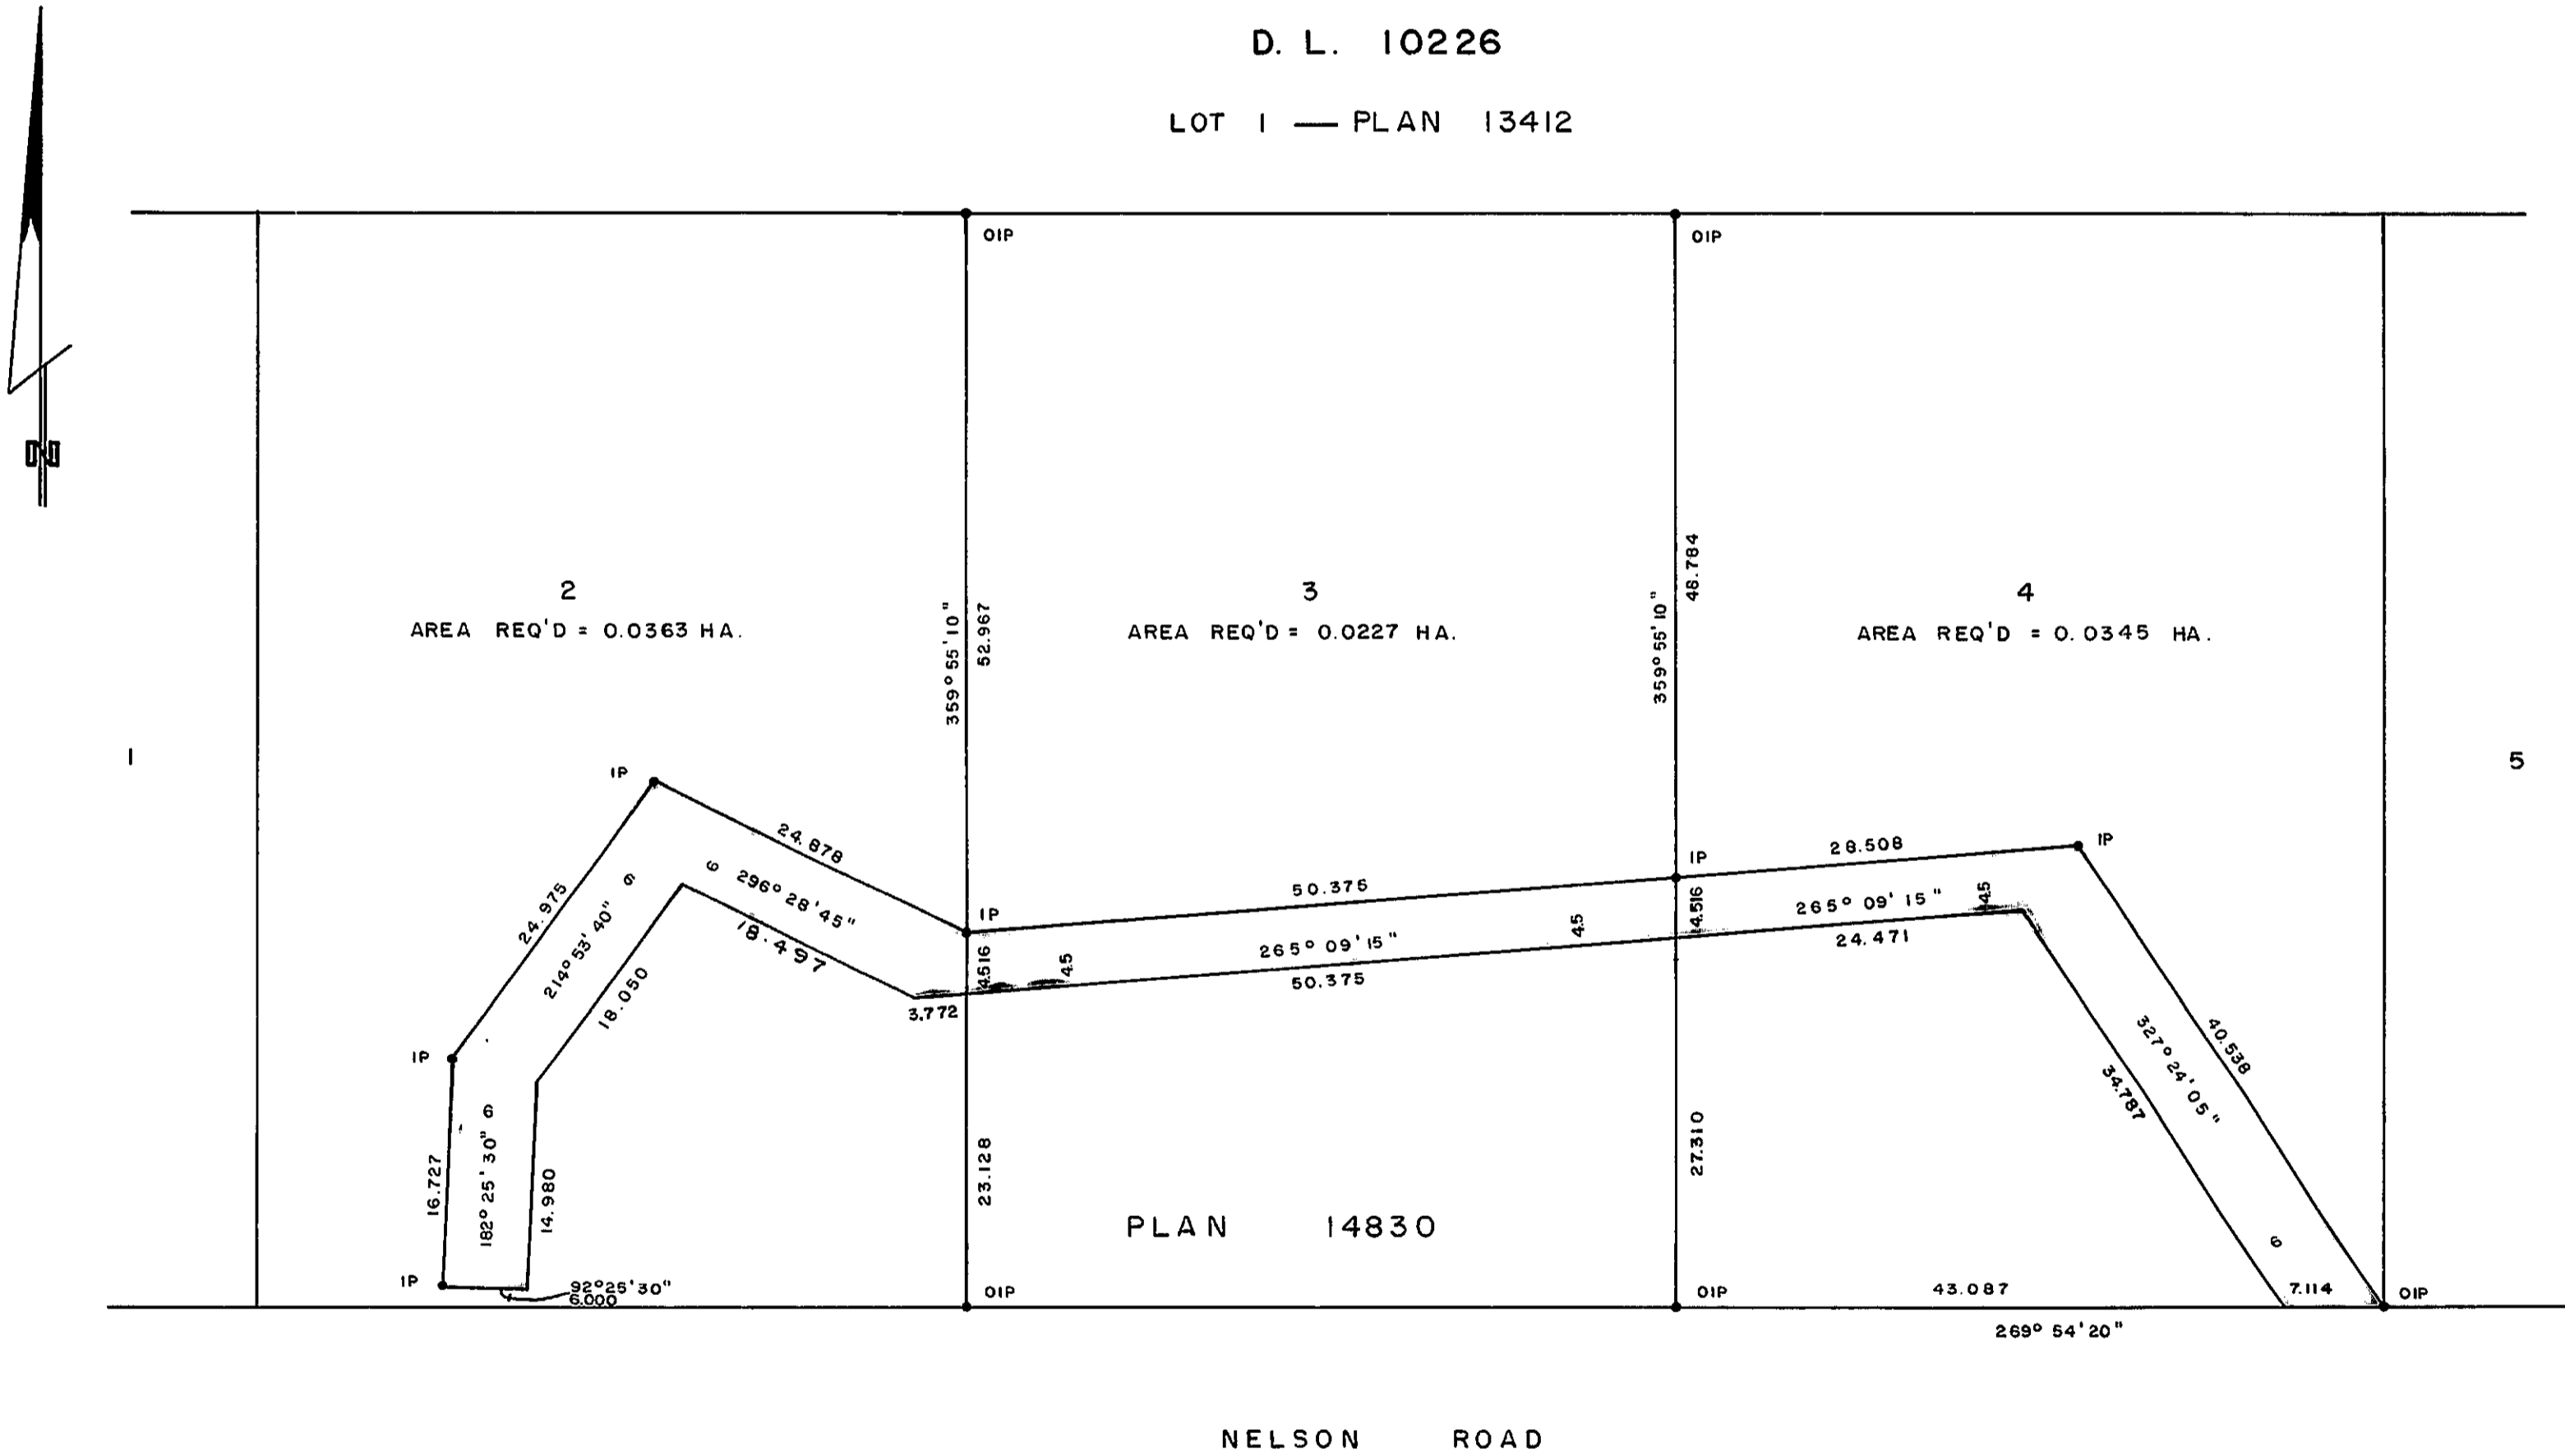 D. L. 10226
LOT 1 — PLAN 13412
N
OIP
OIP
2
AREA REQ'D = 0.0363 HA.
3
AREA REQ'D = 0.0227 HA.
4
AREA REQ'D = 0.0345 HA.
359° 55' 10"
52.967
359° 55' 10"
48.784
1
5
IP
24.878
6 296° 28' 45"
18.497
24.975
214° 53' 40" 6
18.050
IP
50.375
265° 09' 15"
50.375
4.516
4.5
4.5
3.772
IP
28.508
IP
4.516
265° 09' 15"
4.5
24.471
IP
16.727
182° 25' 30" 6
14.980
IP
92° 25' 30"
6.000
23.128
27.310
40.538
327° 24' 05"
34.787
6
PLAN 14830
OIP
OIP
43.087
7.114
OIP
269° 54' 20"
NELSON ROAD